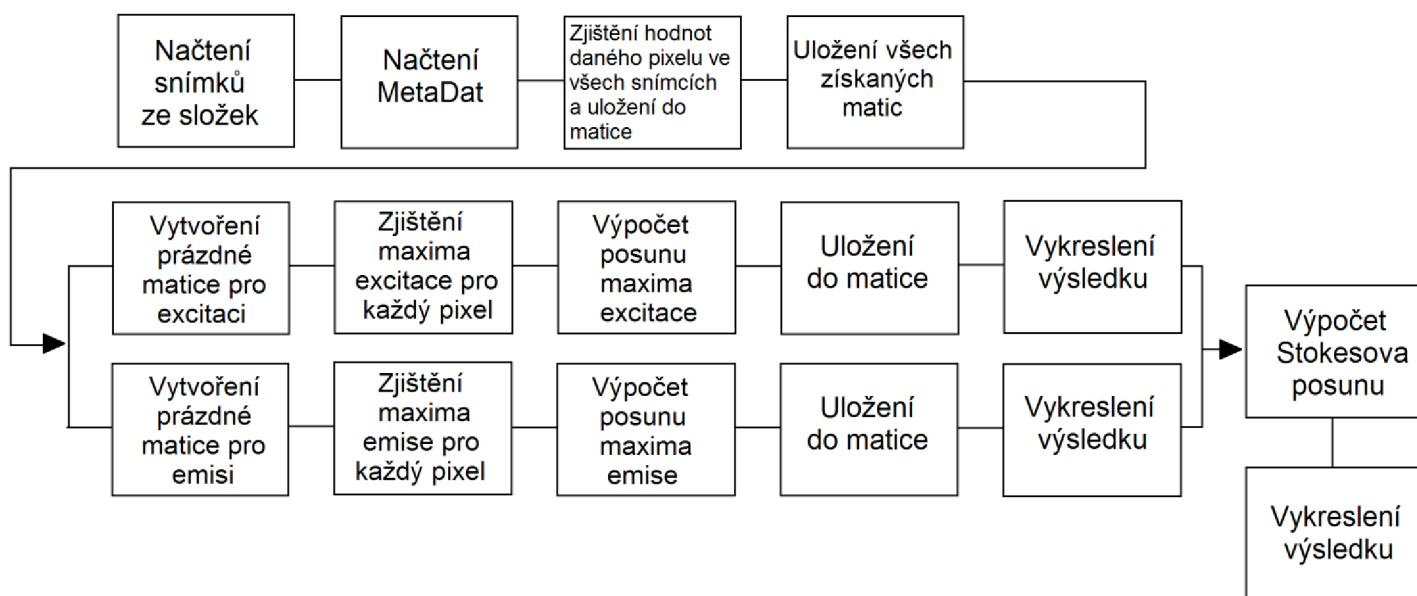 Načtení
snímků
ze složek
Načtení
MetaDat
Zjištění hodnot
daného pixelu ve
všech snímcích
a uložení do
matice
Uložení všech
získaných
matic
Vytvoření
prázdné
matice pro
excitaci
Zjištění
maxima
excitace pro
každý pixel
Výpočet
posunu
maxima
excitace
Uložení
do matice
Vykreslení
výsledku
Vytvoření
prázdné
matice pro
emisi
Zjištění
maxima
emise pro
každý pixel
Výpočet
posunu
maxima
emise
Uložení
do matice
Vykreslení
výsledku
Výpočet
Stokesova
posunu
Vykreslení
výsledku